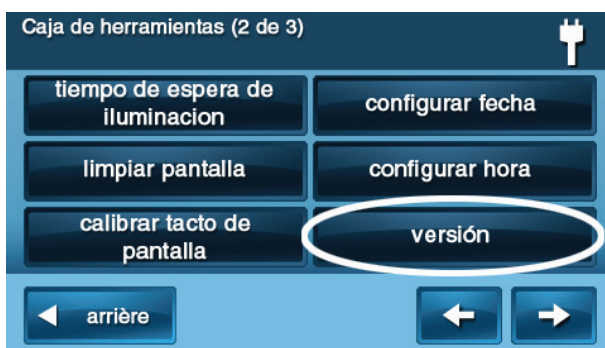 Caja de herramientas (2 de 3)
tiempo de espera de
iluminacion
configurar fecha
limpiar pantalla
configurar hora
calibrar tacto de
pantalla
versión
arrière